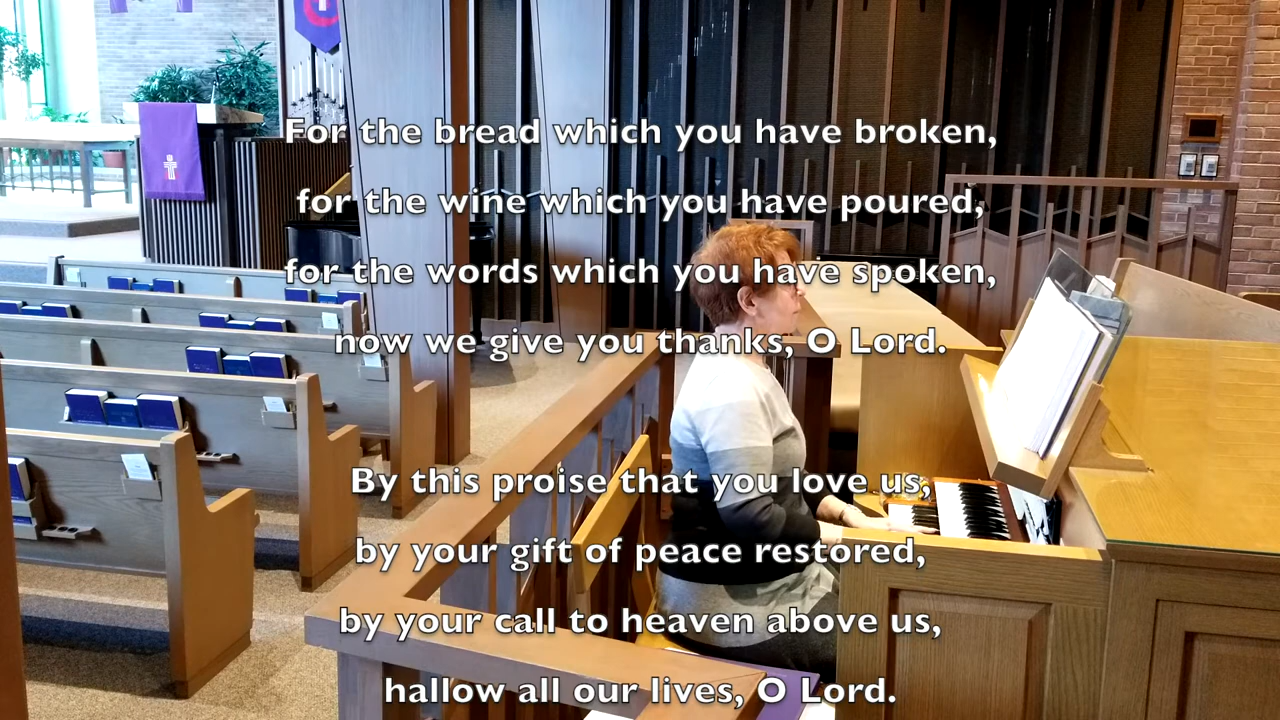 For the bread which you have broken,
for the wine which you have poured,
for the words which you have spoken,
now we give you thanks, O Lord.
By this proise that you love us,
by your gift of peace restored,
by your call to heaven above us,
hallow all our lives, O Lord.